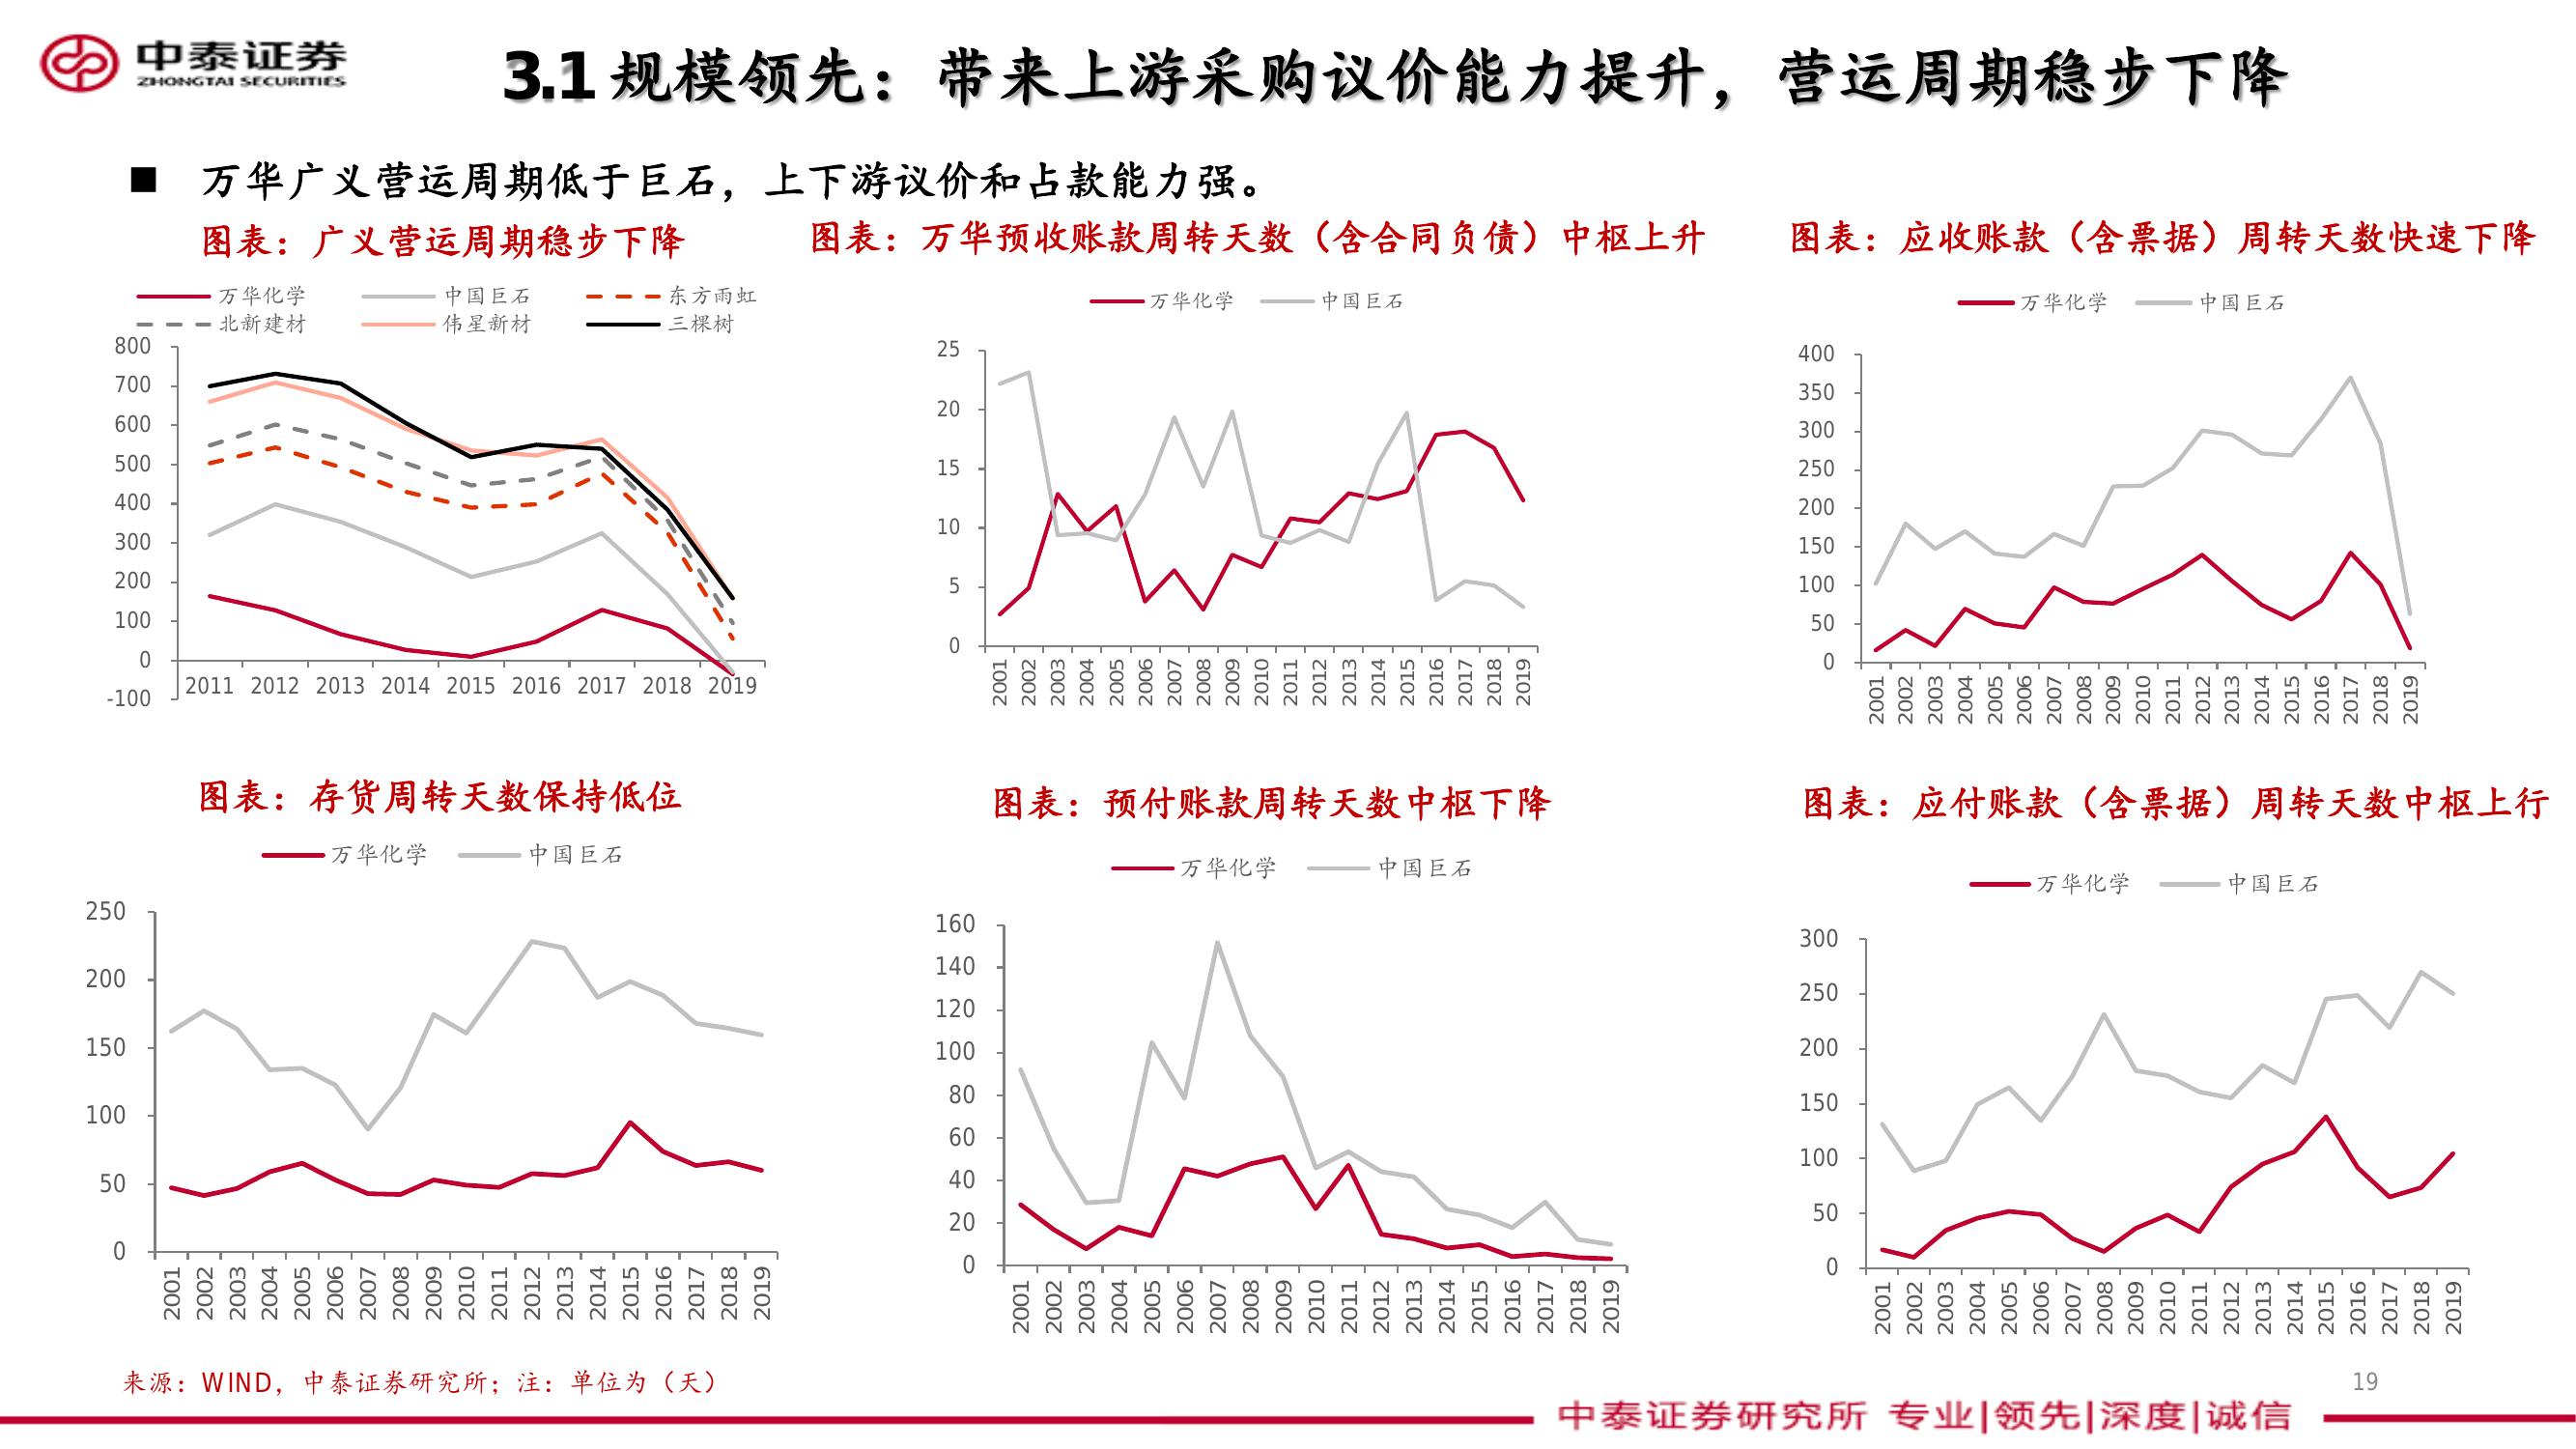 中泰证券
ZHONGTAI SECURITIES
3.1规模领先：带来上游采购议价能力提升，营运周期稳步下降
■ 万华广义营运周期低于巨石，上下游议价和占款能力强。
图表：广义营运周期稳步下降
万华化学 中国巨石 东方雨虹
北新建材 伟星新材 三棵树
800
700
600
500
400
300
200
100
0
-100
2011 2012 2013 2014 2015 2016 2017 2018 2019
图表：万华预收账款周转天数（含合同负债）中枢上升
万华化学 中国巨石
25
20
15
10
5
0
2001 2002 2003 2004 2005 2006 2007 2008 2009 2010 2011 2012 2013 2014 2015 2016 2017 2018 2019
图表：应收账款（含票据）周转天数快速下降
万华化学 中国巨石
400
350
300
250
200
150
100
50
0
2001 2002 2003 2004 2005 2006 2007 2008 2009 2010 2011 2012 2013 2014 2015 2016 2017 2018 2019
图表：存货周转天数保持低位
万华化学 中国巨石
250
200
150
100
50
0
2001 2002 2003 2004 2005 2006 2007 2008 2009 2010 2011 2012 2013 2014 2015 2016 2017 2018 2019
图表：预付账款周转天数中枢下降
万华化学 中国巨石
160
140
120
100
80
60
40
20
0
2001 2002 2003 2004 2005 2006 2007 2008 2009 2010 2011 2012 2013 2014 2015 2016 2017 2018 2019
图表：应付账款（含票据）周转天数中枢上行
万华化学 中国巨石
300
250
200
150
100
50
0
2001 2002 2003 2004 2005 2006 2007 2008 2009 2010 2011 2012 2013 2014 2015 2016 2017 2018 2019
来源：WIND，中泰证券研究所；注：单位为（天）
19
中泰证券研究所 专业|领先|深度|诚信